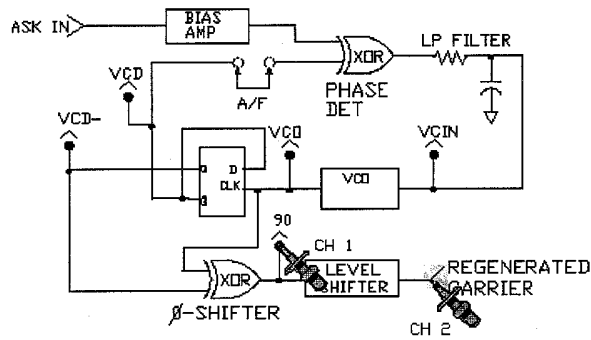 ASK IN
BIAS
AMP
LP FILTER
XOR
VCD
A/F
PHASE
DET
VCD-
VCO
VCIN
Q
D
Q
CLK
VCO
90
CH 1
XOR
LEVEL
SHIFTER
REGENERATED
CARRIER
Ø-SHIFTER
CH 2